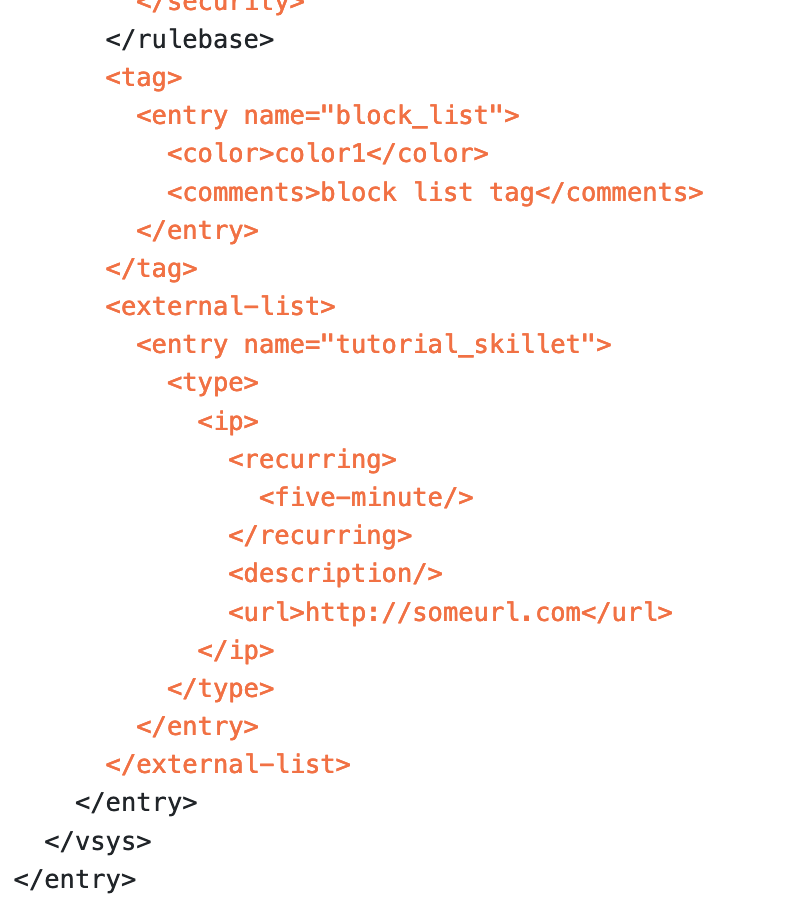 </security>
</rulebase>
<tag>
<entry name="block_list">
<color>color1</color>
<comments>block list tag</comments>
</entry>
</tag>
<external-list>
<entry name="tutorial_skillet">
<type>
<ip>
<recurring>
<five-minute/>
</recurring>
<description/>
<url>http://someurl.com</url>
</ip>
</type>
</entry>
</external-list>
</entry>
</vsys>
</entry>